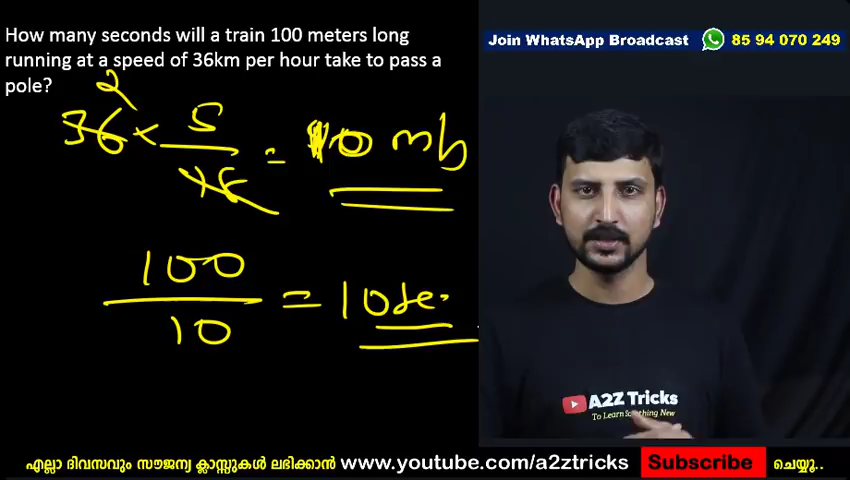 How many seconds will a train 100 meters long
running at a speed of 36km per hour take to pass a
pole?
2
36 × 5
18
= 10 m/s
100
10
= 10 sec
Join WhatsApp Broadcast 85 94 070 249
A2Z Tricks
To Learn Something New
എല്ലാ ദിവസവും സൗജന്യ ക്ലാസ്സുകൾ ലഭിക്കാൻ www.youtube.com/a2ztricks Subscribe ചെയ്യൂ..